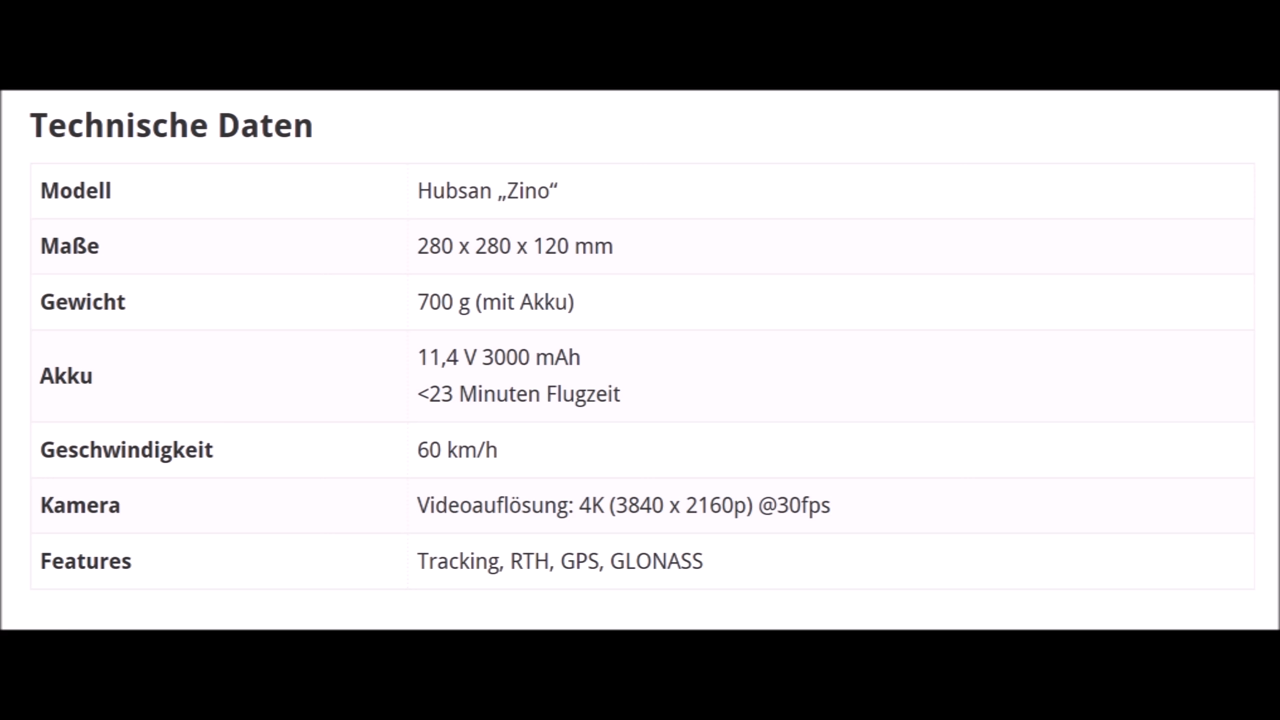 Technische Daten
Modell
Hubsan „Zino“
Maße
280 x 280 x 120 mm
Gewicht
700 g (mit Akku)
Akku
11,4 V 3000 mAh
<23 Minuten Flugzeit
Geschwindigkeit
60 km/h
Kamera
Videoauflösung: 4K (3840 x 2160p) @30fps
Features
Tracking, RTH, GPS, GLONASS